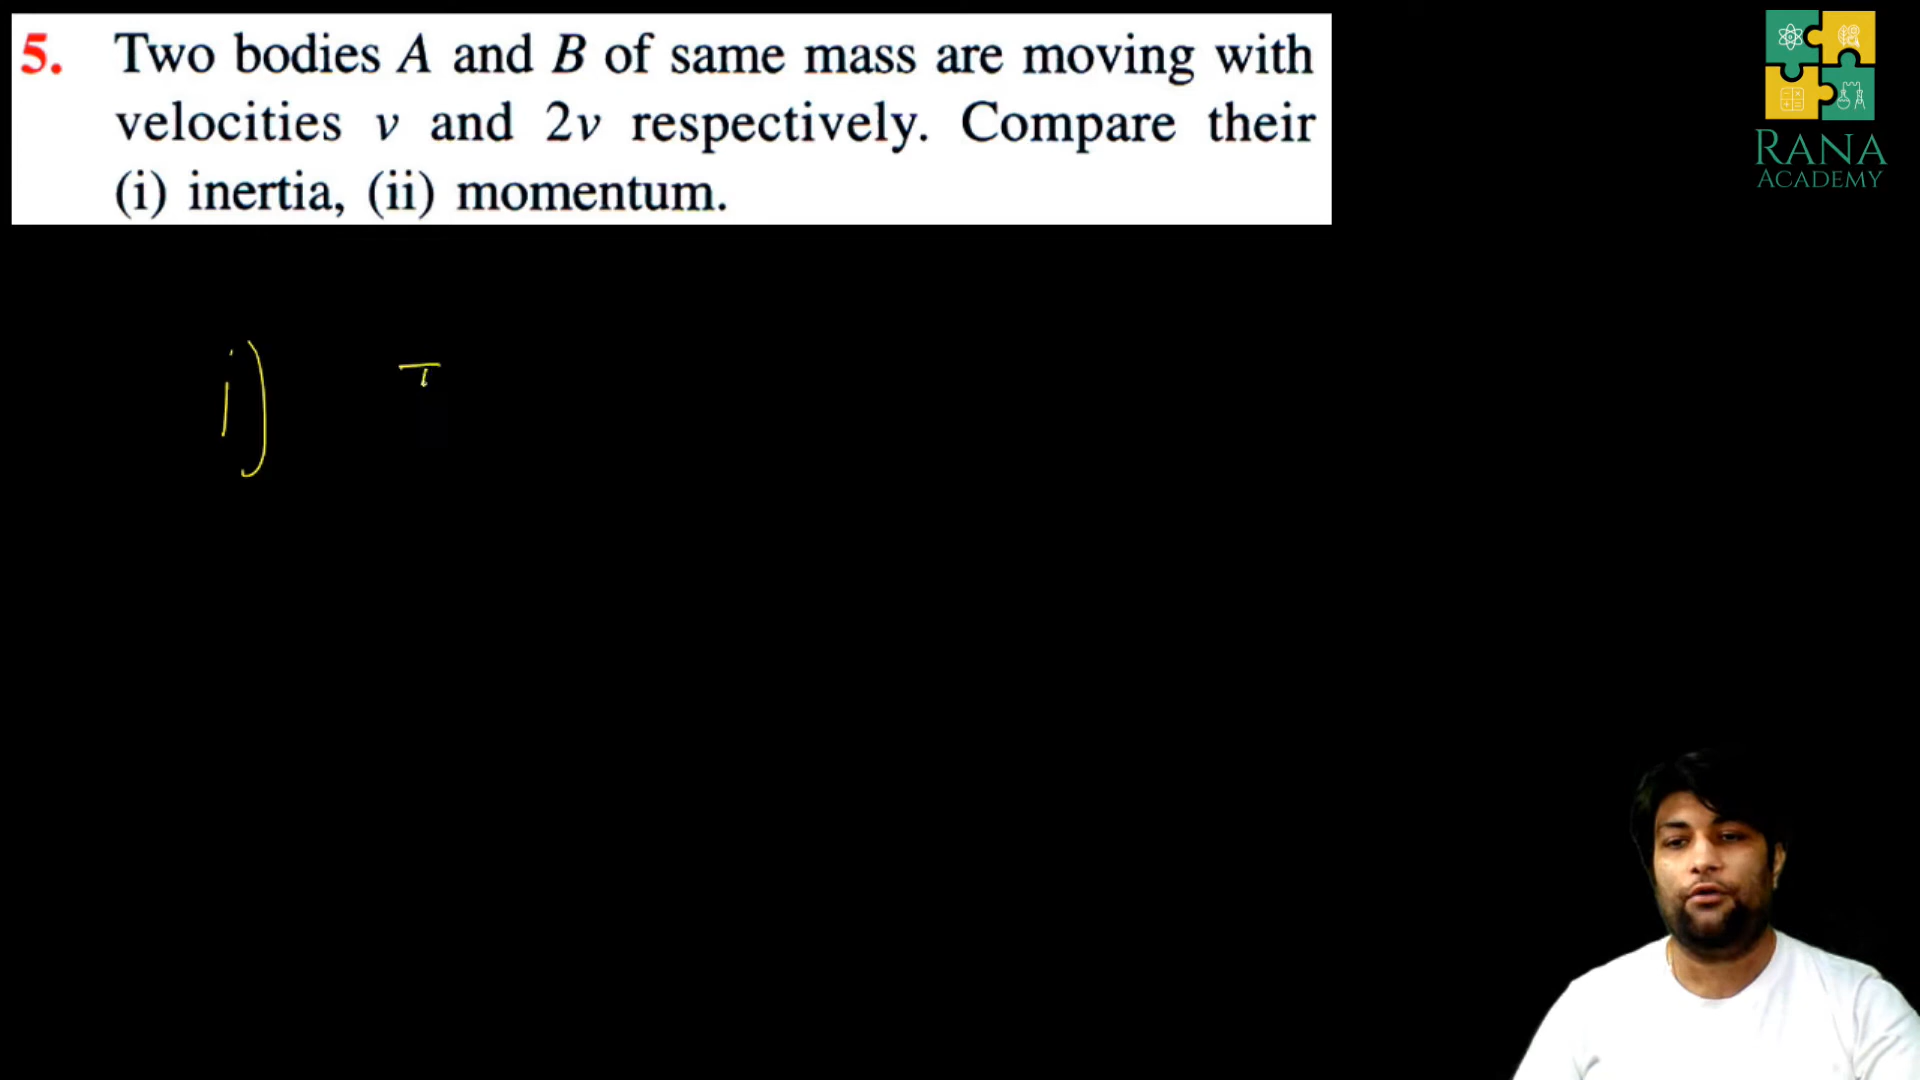 5. Two bodies A and B of same mass are moving with
velocities v and 2v respectively. Compare their
(i) inertia, (ii) momentum.
RANA
ACADEMY
i)